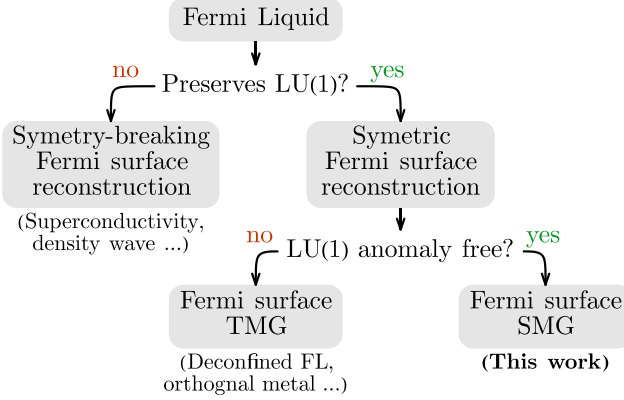 Fermi Liquid
no
Preserves LU(1)?
yes
Symetry-breaking
Fermi surface
reconstruction
(Superconductivity,
density wave ...)
Symetric
Fermi surface
reconstruction
no
LU(1) anomaly free?
yes
Fermi surface
TMG
(Deconfined FL,
orthognal metal ...)
Fermi surface
SMG
(This work)